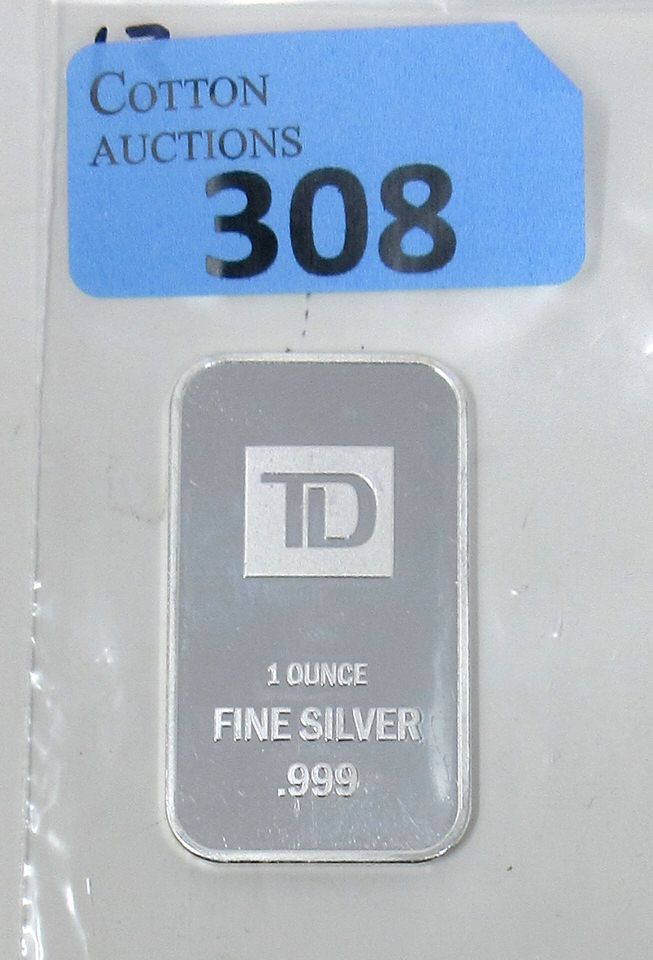 COTTON
AUCTIONS
308
TD
1 OUNCE
FINE SILVER
.999